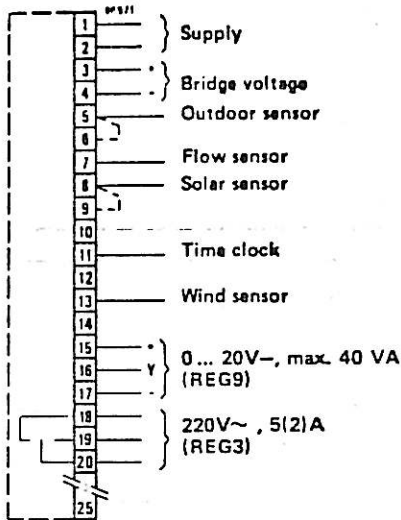 1
2
Supply
3 +
4 -
Bridge voltage
5 Outdoor sensor
6
7 Flow sensor
8 Solar sensor
9
10
11 Time clock
12
13 Wind sensor
14
15 +
16 Y
17 -
0 ... 20V–, max. 40 VA
(REG9)
18
19
20
220V~ , 5(2)A
(REG3)
25